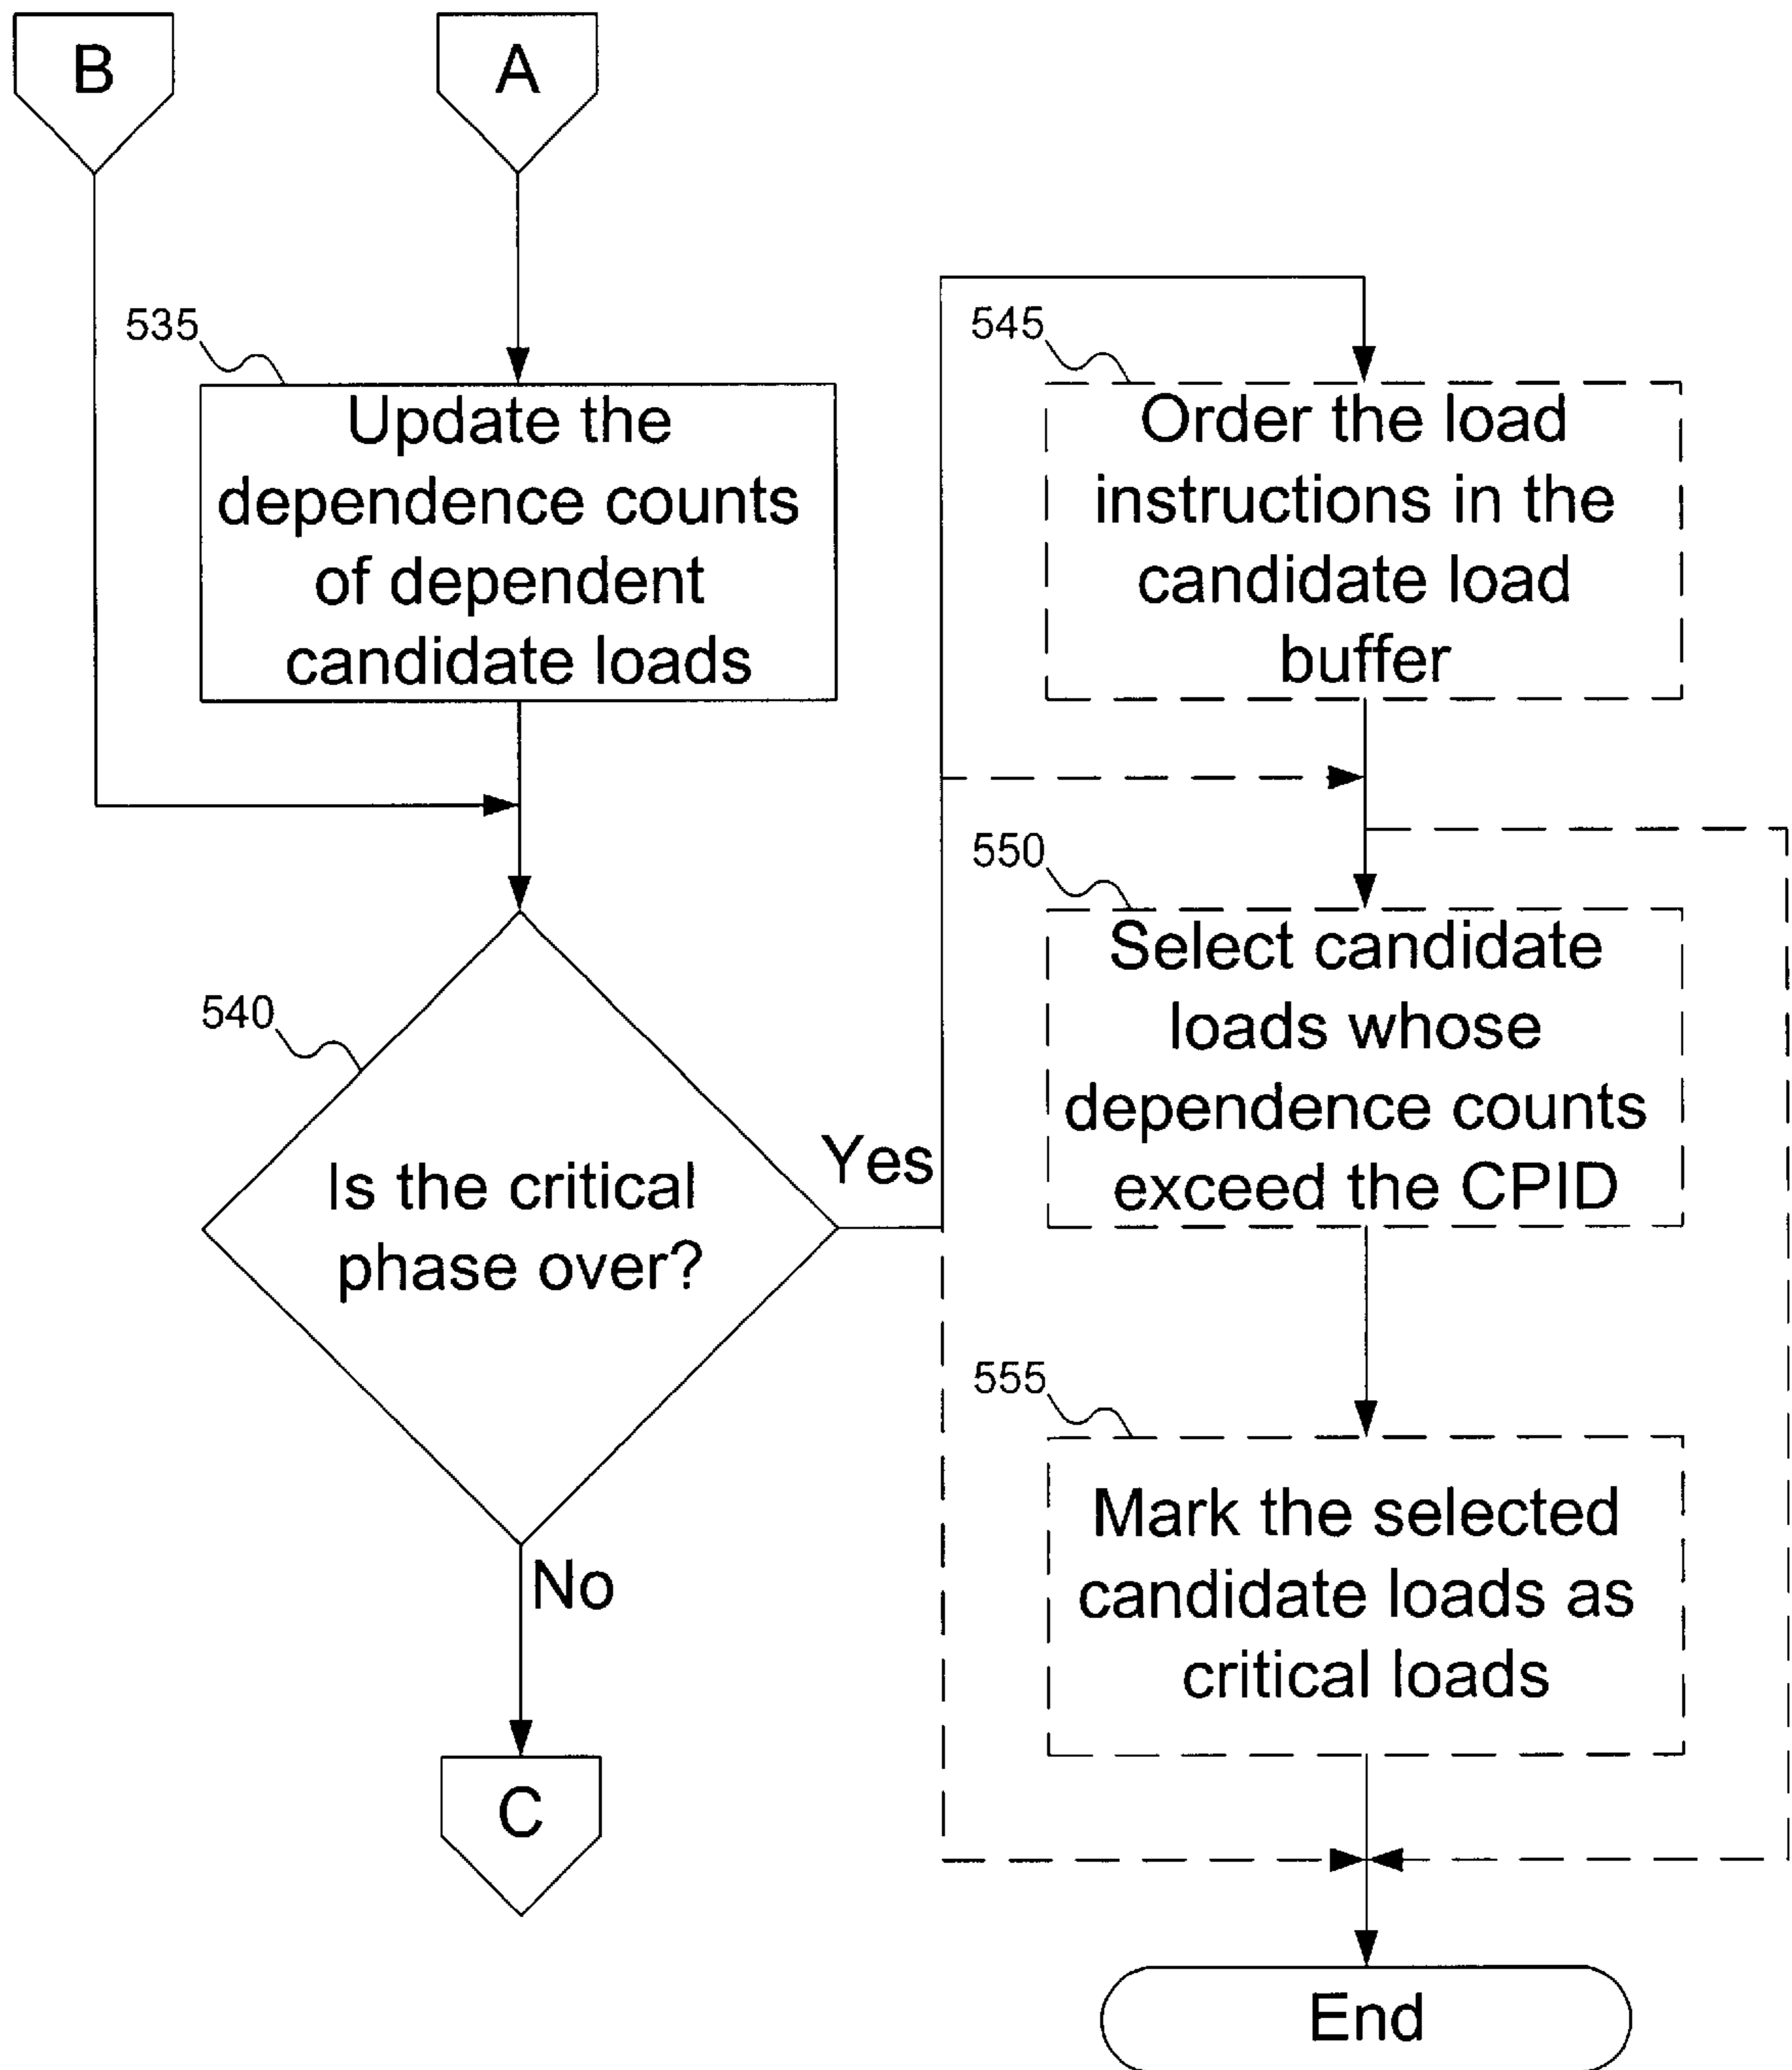 B
A
535
Update the
dependence counts
of dependent
candidate loads
540
Is the critical
phase over?
Yes
No
C
545
Order the load
instructions in the
candidate load
buffer
550
Select candidate
loads whose
dependence counts
exceed the CPID
555
Mark the selected
candidate loads as
critical loads
End